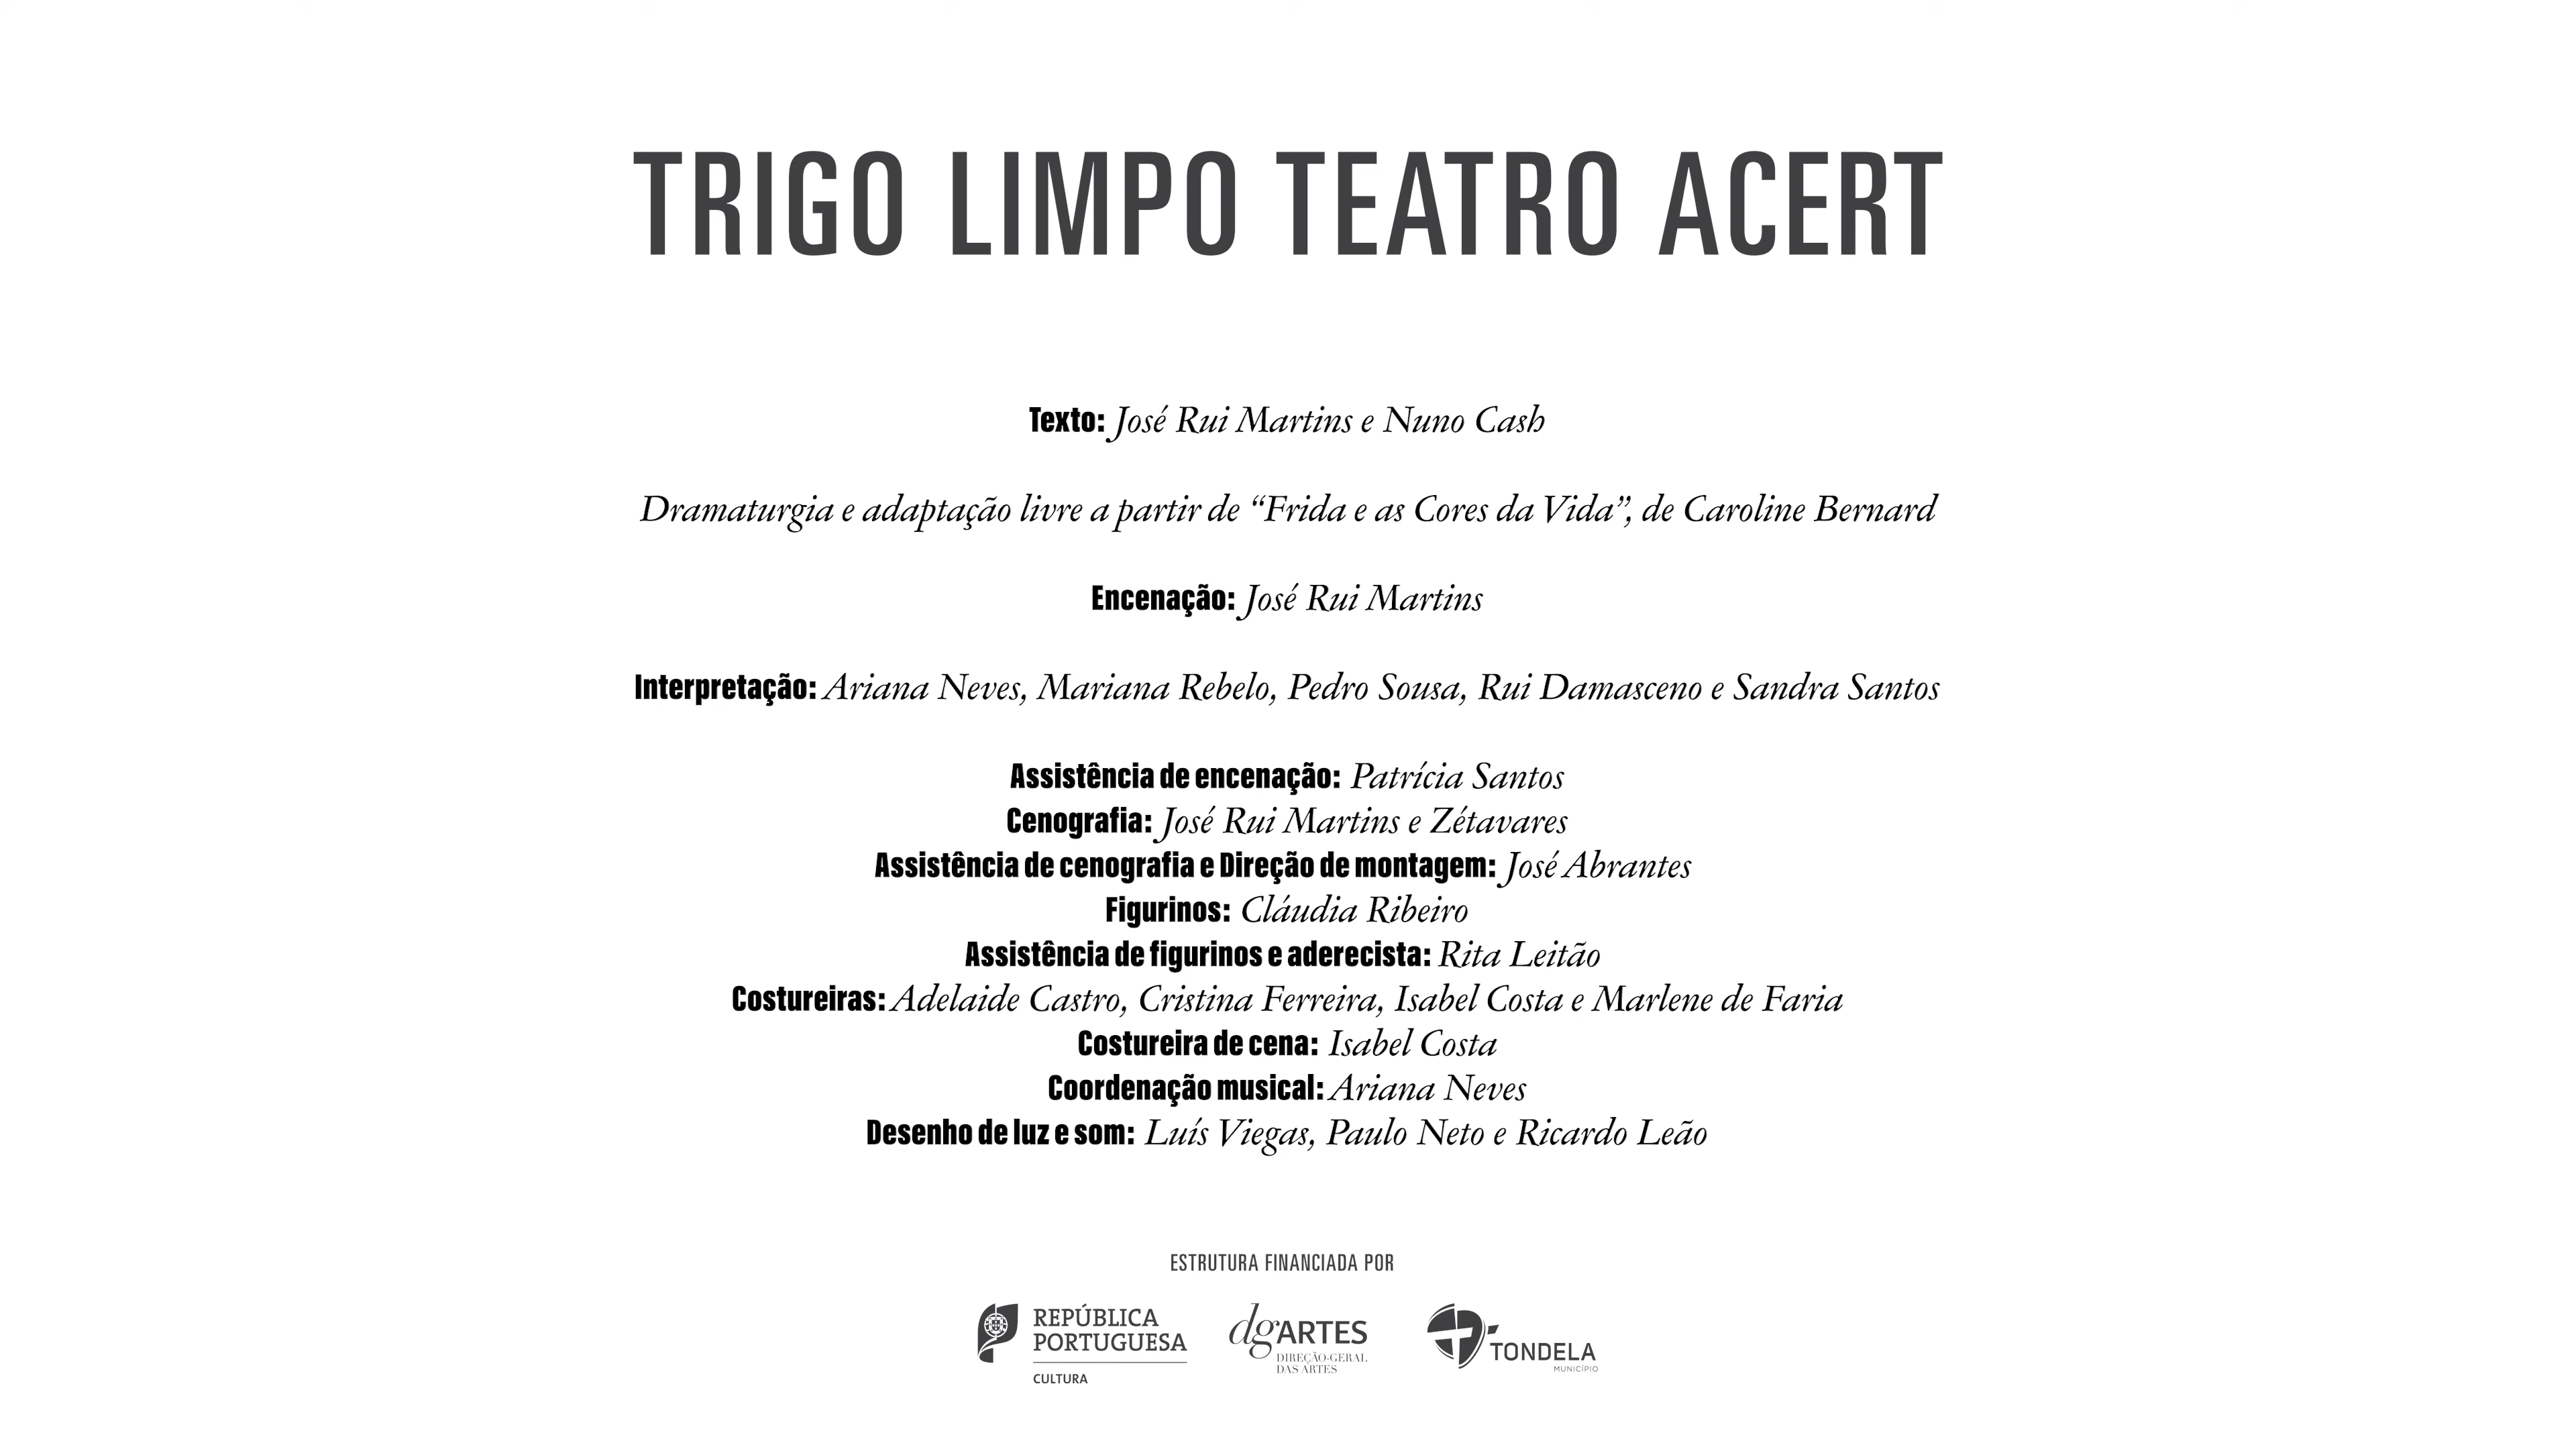 TRIGO LIMPO TEATRO ACERT
Texto: José Rui Martins e Nuno Cash
Dramaturgia e adaptação livre a partir de “Frida e as Cores da Vida”, de Caroline Bernard
Encenação: José Rui Martins
Interpretação: Ariana Neves, Mariana Rebelo, Pedro Sousa, Rui Damasceno e Sandra Santos
Assistência de encenação: Patrícia Santos
Cenografia: José Rui Martins e Zétavares
Assistência de cenografia e Direção de montagem: José Abrantes
Figurinos: Cláudia Ribeiro
Assistência de figurinos e aderecista: Rita Leitão
Costureiras: Adelaide Castro, Cristina Ferreira, Isabel Costa e Marlene de Faria
Costureira de cena: Isabel Costa
Coordenação musical: Ariana Neves
Desenho de luz e som: Luís Viegas, Paulo Neto e Ricardo Leão
ESTRUTURA FINANCIADA POR
REPÚBLICA
PORTUGUESA
CULTURA
dgARTES
DIREÇÃO-GERAL
DAS ARTES
TONDELA
MUNICÍPIO